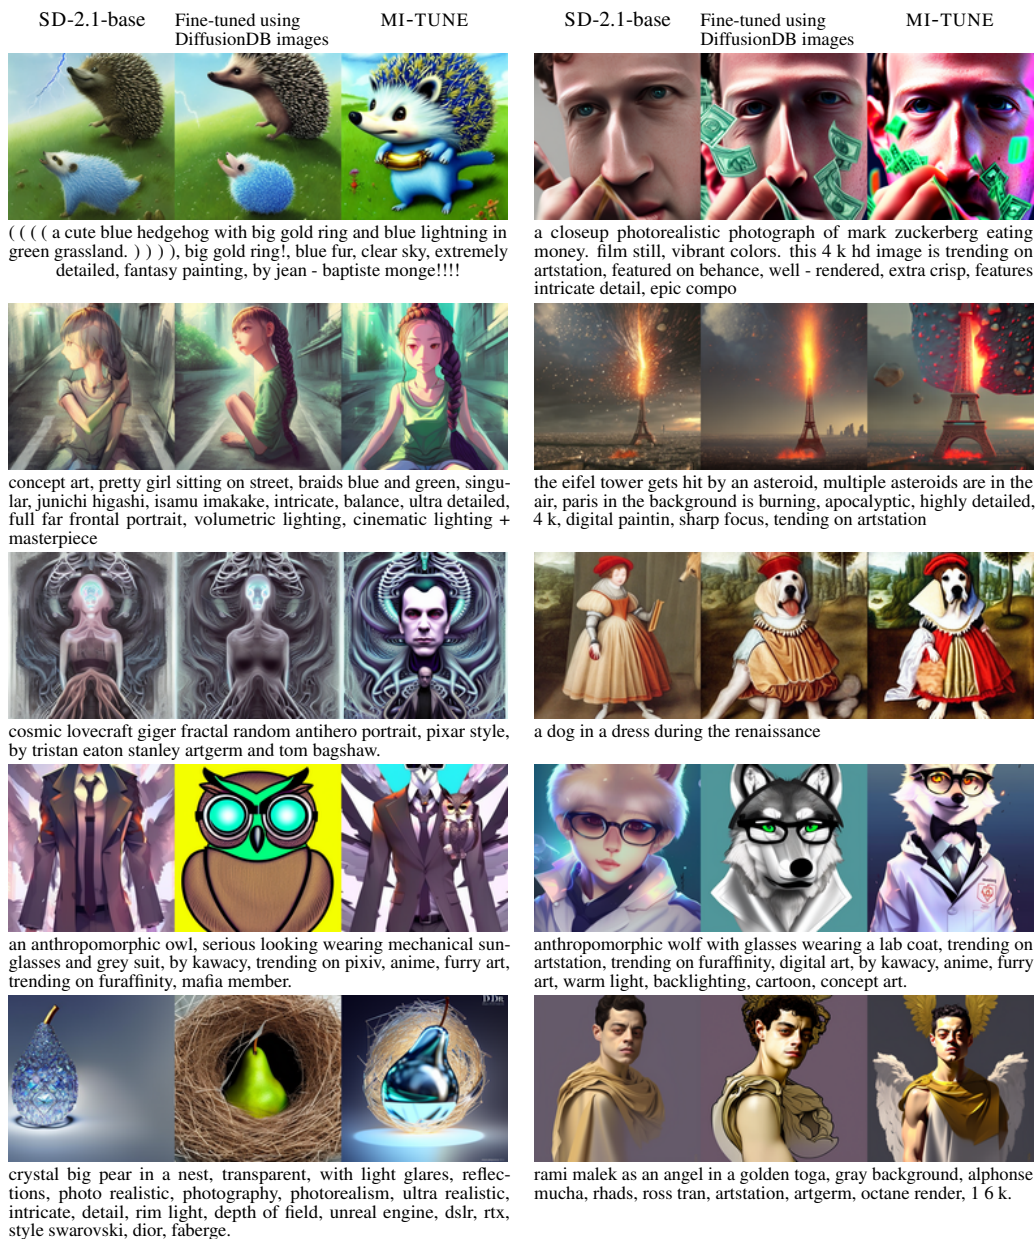 SD-2.1-base
Fine-tuned using
DiffusionDB images
MI-TUNE
SD-2.1-base
Fine-tuned using
DiffusionDB images
MI-TUNE
( ( ( ( a cute blue hedgehog with big gold ring and blue lightning in
green grassland. ) ) ) ), big gold ring!, blue fur, clear sky, extremely
detailed, fantasy painting, by jean - baptiste monge!!!!
a closeup photorealistic photograph of mark zuckerberg eating
money. film still, vibrant colors. this 4 k hd image is trending on
artstation, featured on behance, well - rendered, extra crisp, features
intricate detail, epic compo
concept art, pretty girl sitting on street, braids blue and green, singu-
lar, junichi higashi, isamu imakake, intricate, balance, ultra detailed,
full far frontal portrait, volumetric lighting, cinematic lighting +
masterpiece
the eifel tower gets hit by an asteroid, multiple asteroids are in the
air, paris in the background is burning, apocalyptic, highly detailed,
4 k, digital paintin, sharp focus, tending on artstation
cosmic lovecraft giger fractal random antihero portrait, pixar style,
by tristan eaton stanley artgerm and tom bagshaw.
a dog in a dress during the renaissance
an anthropomorphic owl, serious looking wearing mechanical sun-
glasses and grey suit, by kawacy, trending on pixiv, anime, furry art,
trending on furaffinity, mafia member.
anthropomorphic wolf with glasses wearing a lab coat, trending on
artstation, trending on furaffinity, digital art, by kawacy, anime, furry
art, warm light, backlighting, cartoon, concept art.
DDR
crystal big pear in a nest, transparent, with light glares, reflec-
tions, photo realistic, photography, photorealism, ultra realistic,
intricate, detail, rim light, depth of field, unreal engine, dslr, rtx,
style swarovski, dior, faberge.
rami malek as an angel in a golden toga, gray background, alphonse
mucha, rhads, ross tran, artstation, artgerm, octane render, 1 6 k.